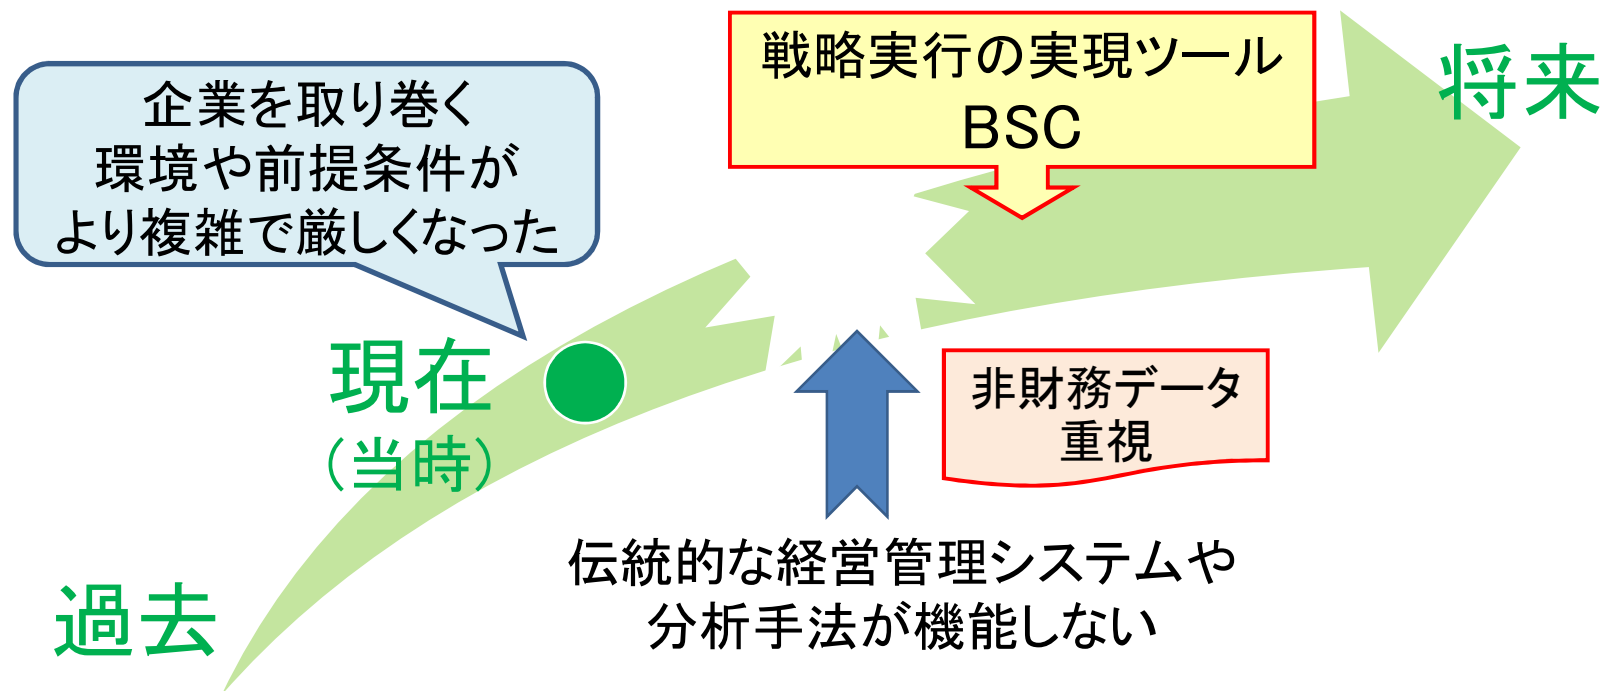 戦略実行の実現ツール
BSC
将来
企業を取り巻く
環境や前提条件が
より複雑で厳しくなった
現在
（当時）
非財務データ
重視
伝統的な経営管理システムや
分析手法が機能しない
過去